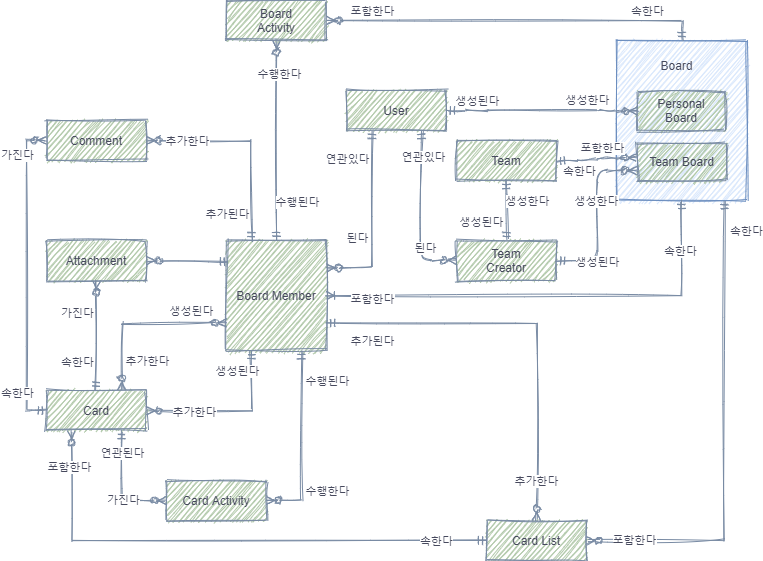 Board
Activity
포함한다
속한다
수행한다
Board
User
생성된다
생성한다
Personal
Board
Comment
추가한다
가진다
연관있다
연관있다
Team
포함한다
속한다
Team Board
수행된다
생성한다
생성한다
추가된다
생성된다
속한다
된다
된다
속한다
Attachment
Team
Creator
생성된다
Board Member
포함한다
가진다
생성된다
추가된다
속한다
추가한다
생성된다
수행된다
속한다
Card
추가한다
연관된다
포함한다
추가한다
가진다
Card Activity
수행한다
속한다
Card List
포함한다